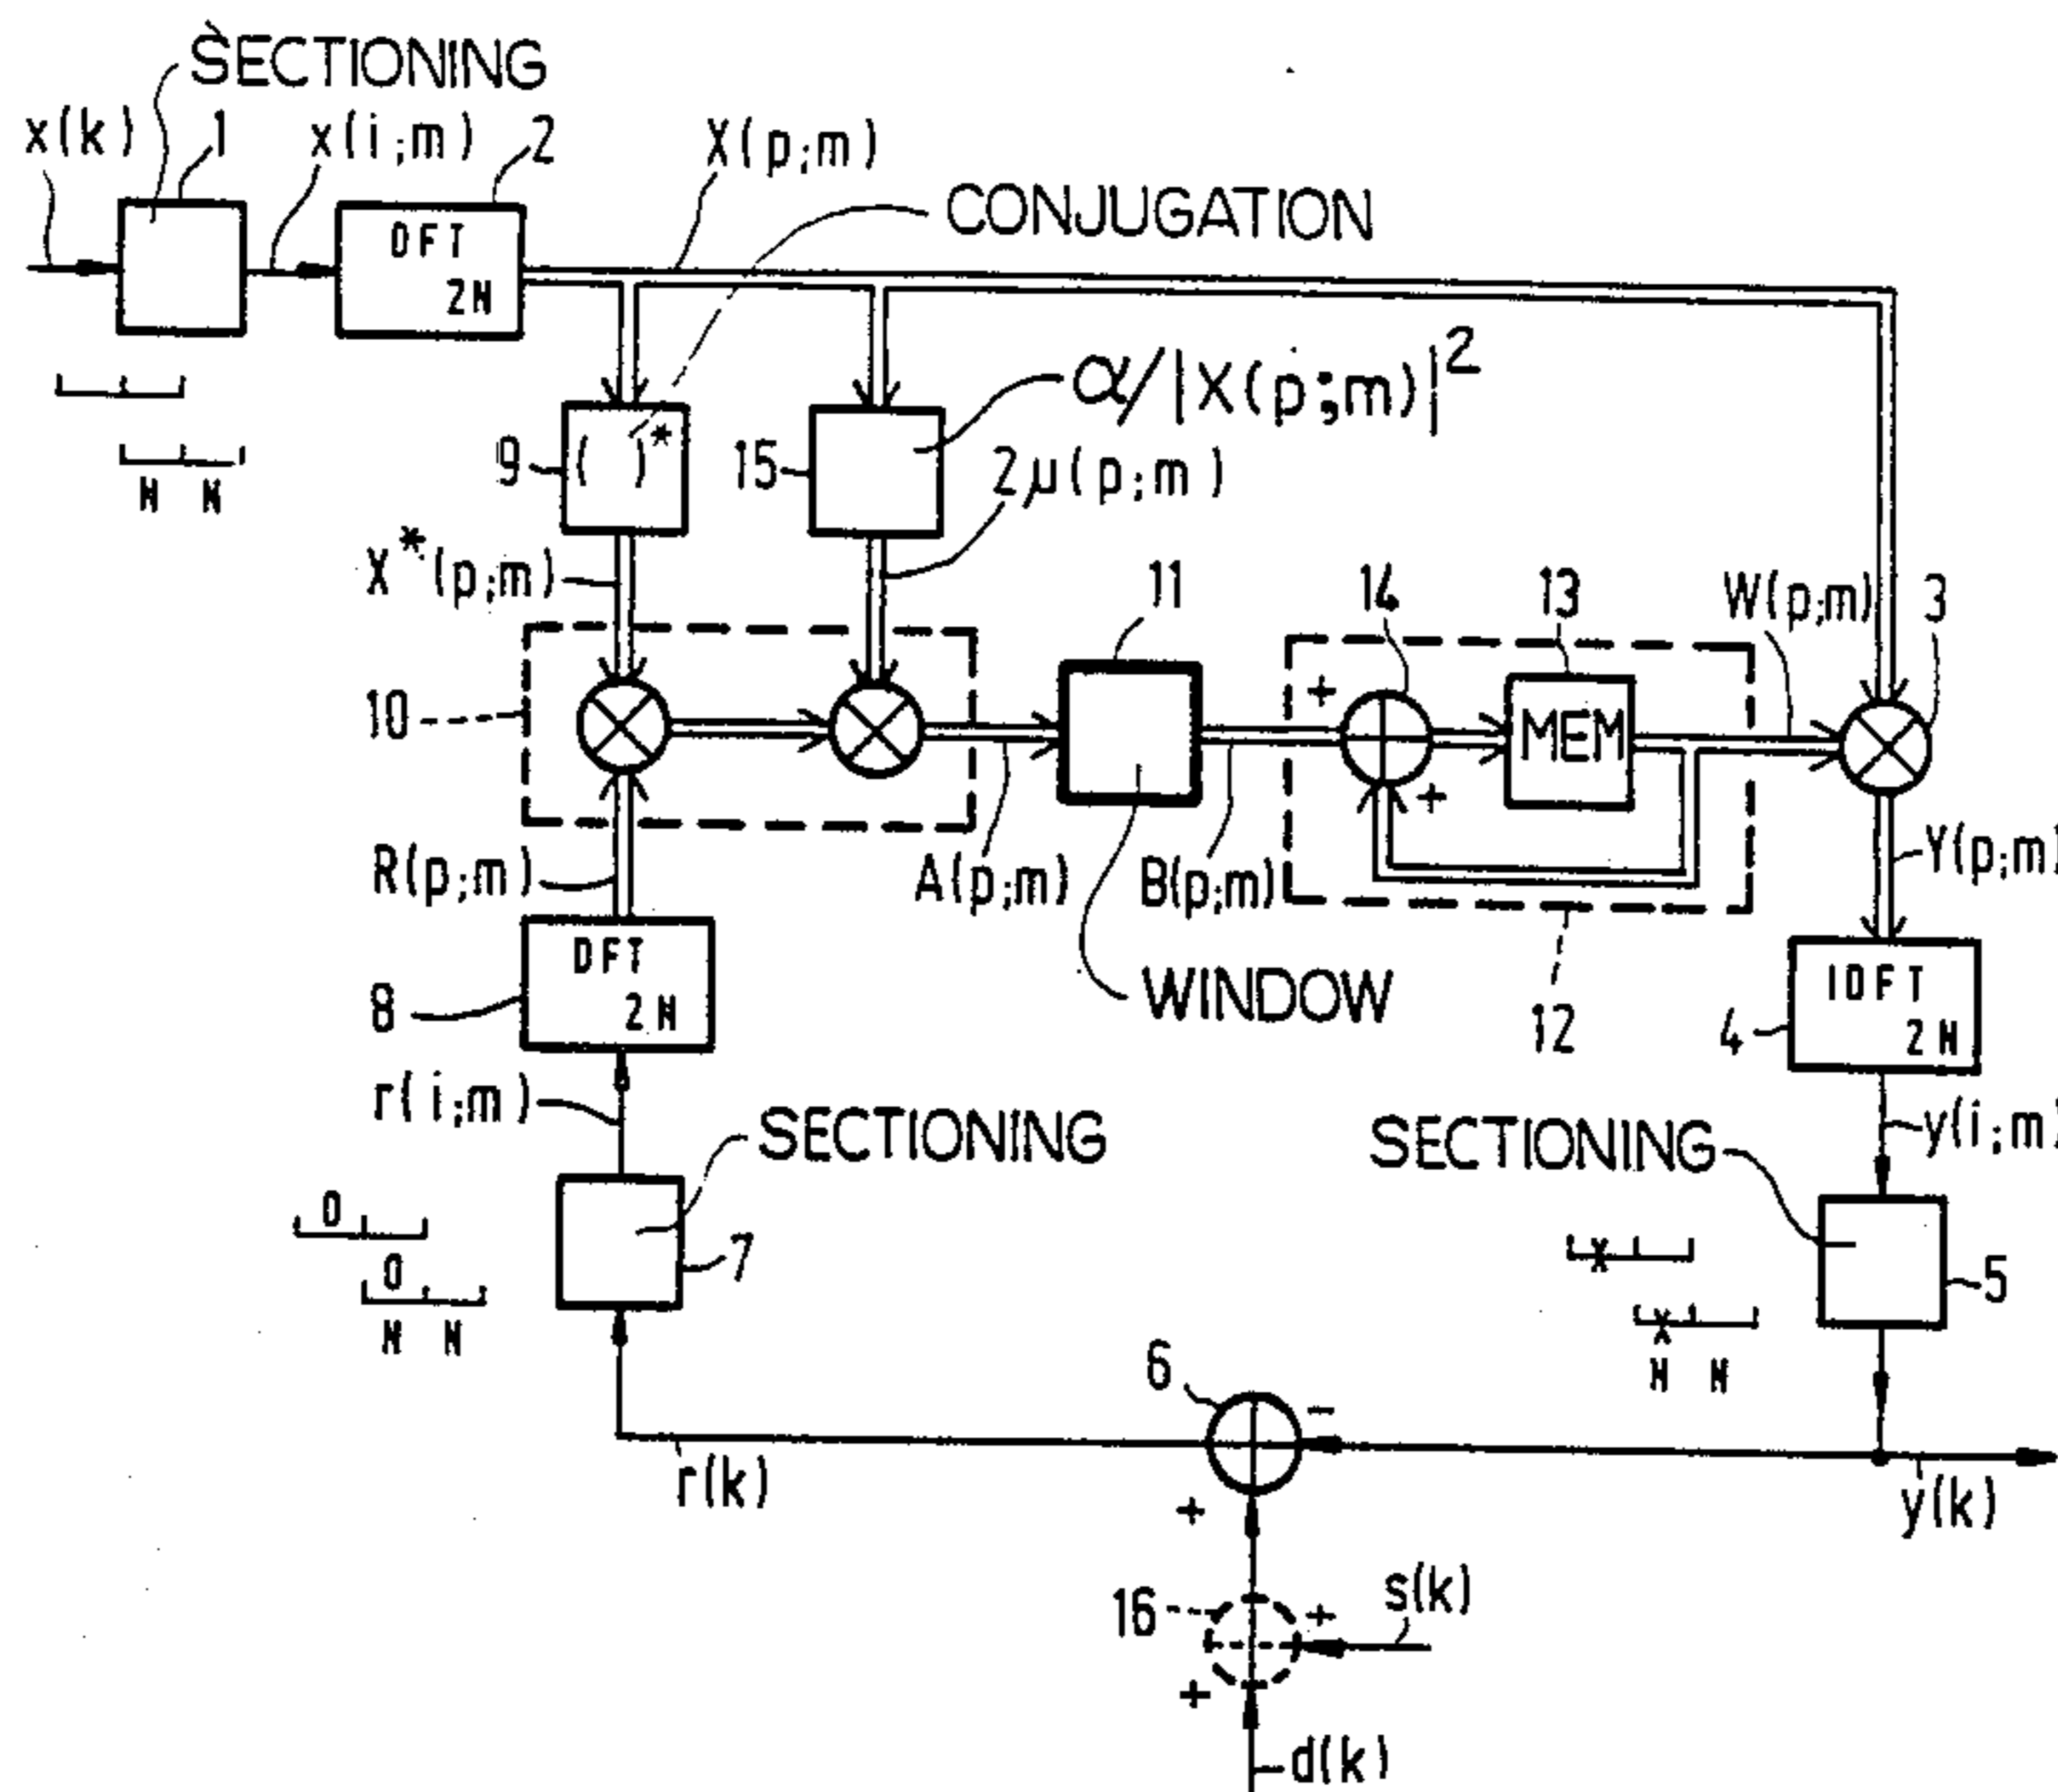 SECTIONING
x(k)
1
x(i;m)
2
X(p;m)
DFT
2N
CONJUGATION
α/|X(p;m)|²
N N
9
( )*
15
2μ(p;m)
X*(p;m)
11
14
13
W(p;m)
3
10
+
MEM
+
R(p;m)
A(p;m)
B(p;m)
Y(p;m)
DFT
2N
8
WINDOW
12
IDFT
2N
4
r(i;m)
SECTIONING
SECTIONING
y(i;m)
0
0
N N
7
x
x
N N
5
6
-
r(k)
+
y(k)
16
+
s(k)
+
d(k)